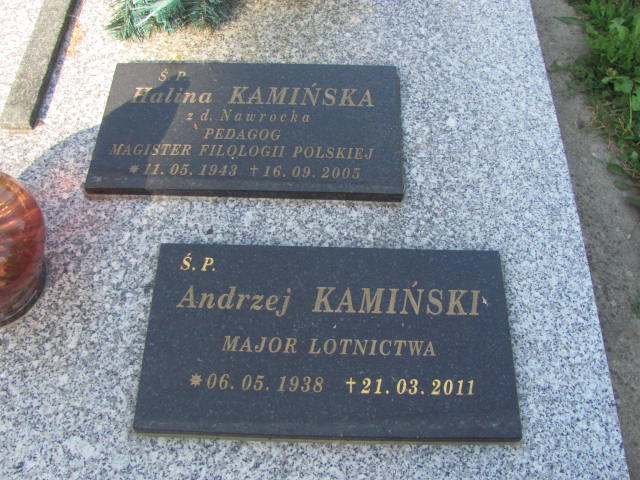 Ś. P.
Halina KAMIŃSKA
z d. Nawrocka
PEDAGOG
MAGISTER FILOLOGII POLSKIEJ
* 11. 05. 1943 † 16. 09. 2005
Ś. P.
Andrzej KAMIŃSKI
MAJOR LOTNICTWA
* 06. 05. 1938 † 21. 03. 2011